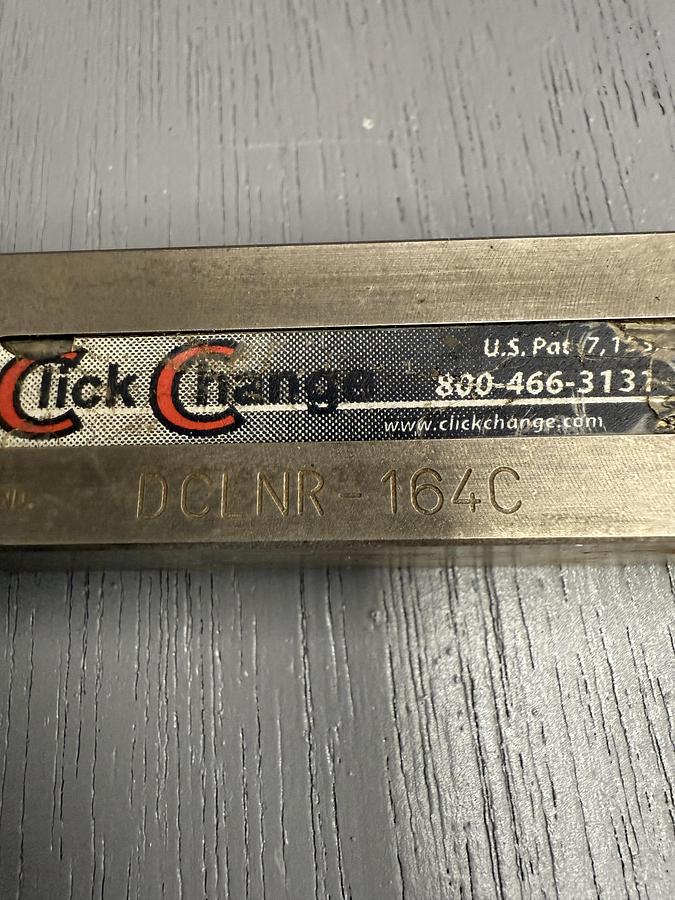 Click Change
U.S. Pat 7,1
800-466-3131
www.clickchange.com
DCLNR-164C